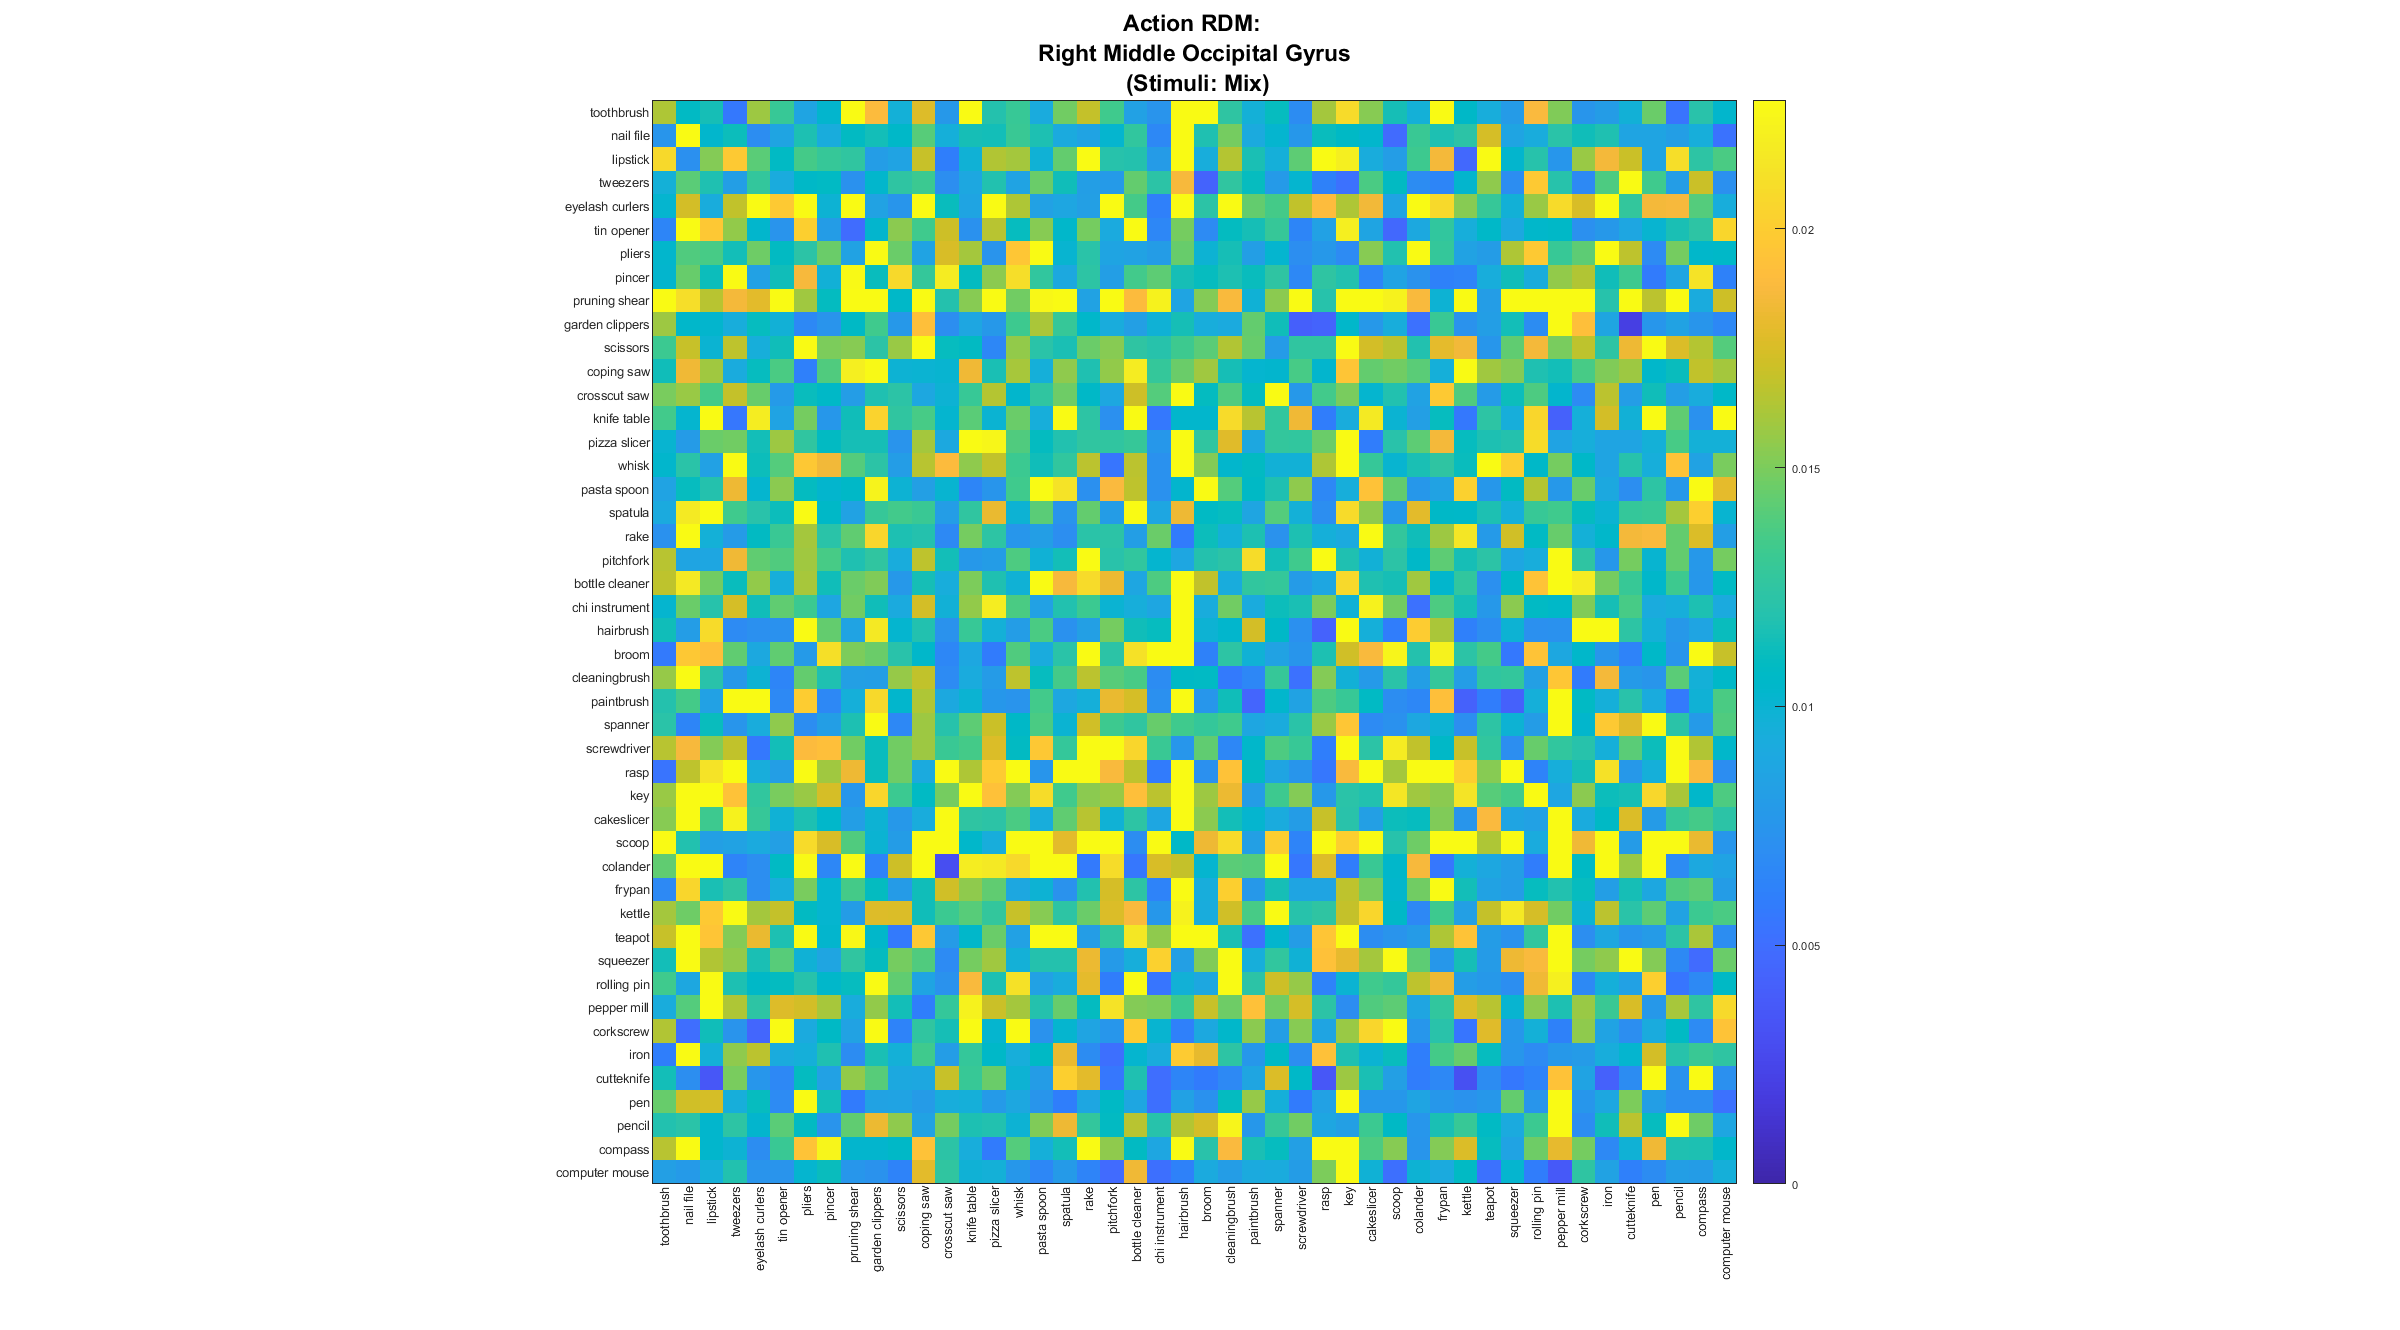 Action RDM:
Right Middle Occipital Gyrus
(Stimuli: Mix)
toothbrush
nail file
lipstick
tweezers
eyelash curlers
tin opener
pliers
pincer
pruning shear
garden clippers
scissors
coping saw
crosscut saw
knife table
pizza slicer
whisk
pasta spoon
spatula
rake
pitchfork
bottle cleaner
chi instrument
hairbrush
broom
cleaningbrush
paintbrush
spanner
screwdriver
rasp
key
cakeslicer
scoop
colander
frypan
kettle
teapot
squeezer
rolling pin
pepper mill
corkscrew
iron
cutteknife
pen
pencil
compass
computer mouse
toothbrush
nail file
lipstick
tweezers
eyelash curlers
tin opener
pliers
pincer
pruning shear
garden clippers
scissors
coping saw
crosscut saw
knife table
pizza slicer
whisk
pasta spoon
spatula
rake
pitchfork
bottle cleaner
chi instrument
hairbrush
broom
cleaningbrush
paintbrush
spanner
screwdriver
rasp
key
cakeslicer
scoop
colander
frypan
kettle
teapot
squeezer
rolling pin
pepper mill
corkscrew
iron
cutteknife
pen
pencil
compass
computer mouse
0.02
0.015
0.01
0.005
0